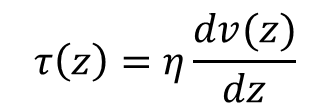 τ(z) = η dv(z)/dz